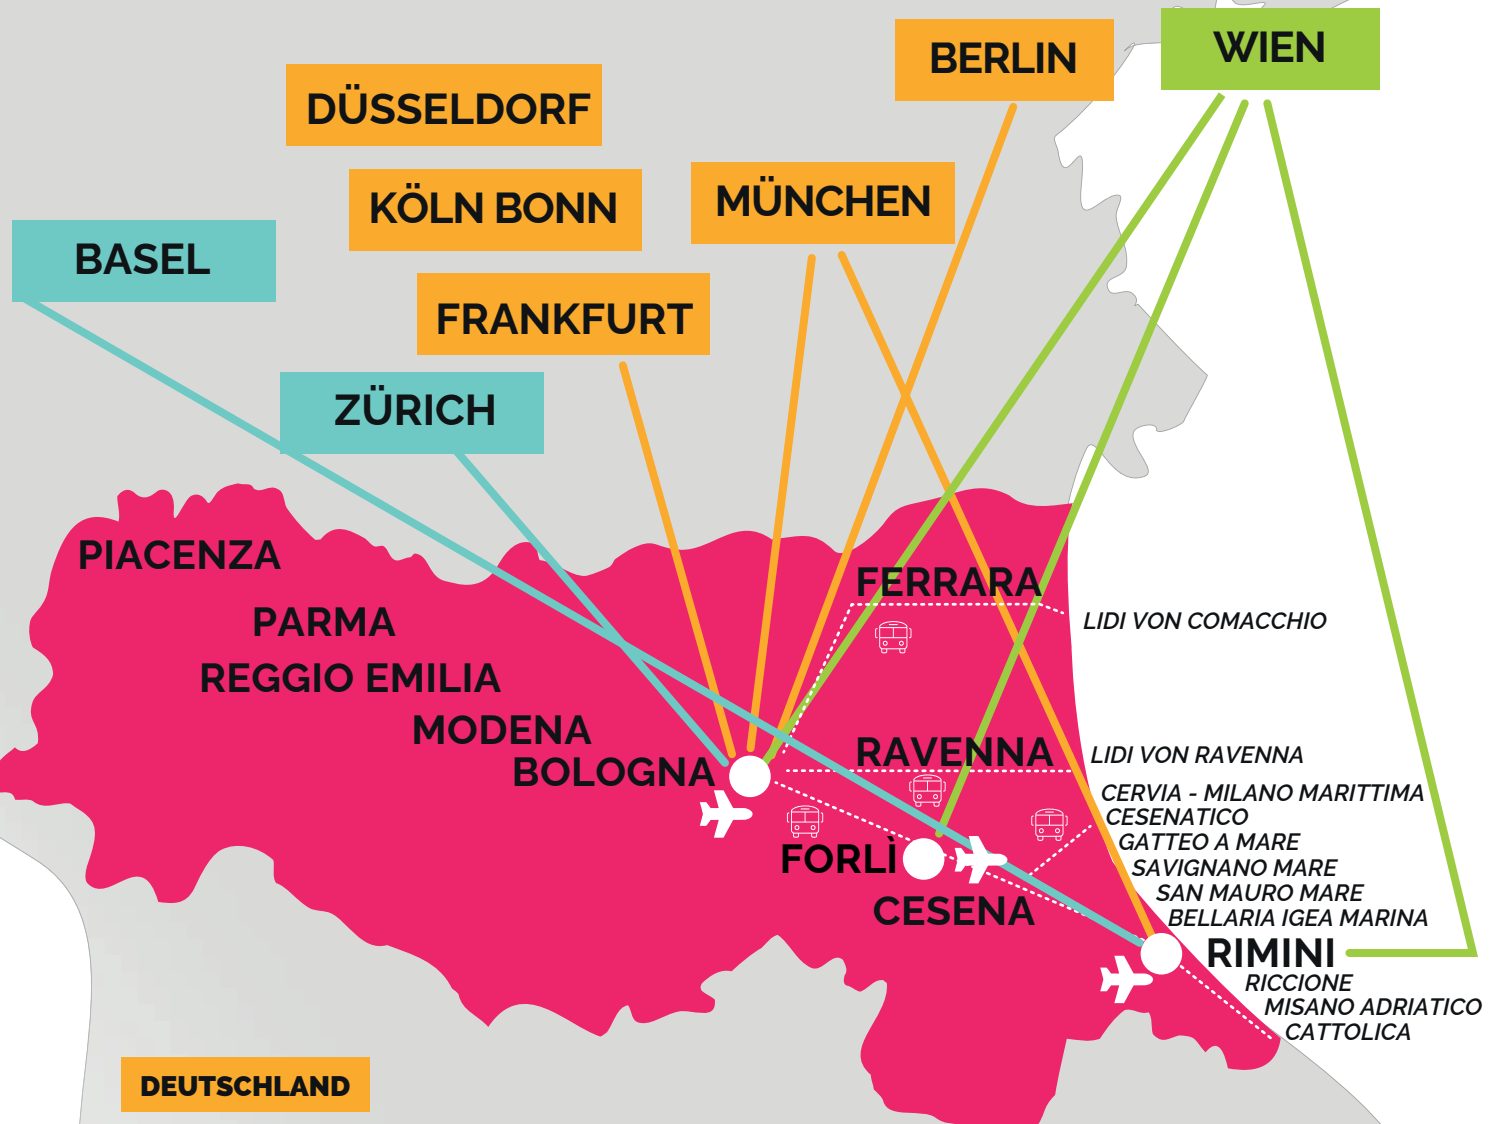 BERLIN
WIEN
DÜSSELDORF
KÖLN BONN
MÜNCHEN
BASEL
FRANKFURT
ZÜRICH
PIACENZA
FERRARA
PARMA
LIDI VON COMACCHIO
REGGIO EMILIA
MODENA
RAVENNA
LIDI VON RAVENNA
BOLOGNA
CERVIA - MILANO MARITTIMA
CESENATICO
GATTEO A MARE
FORLÌ
SAVIGNANO MARE
SAN MAURO MARE
CESENA
BELLARIA IGEA MARINA
RIMINI
RICCIONE
MISANO ADRIATICO
CATTOLICA
DEUTSCHLAND